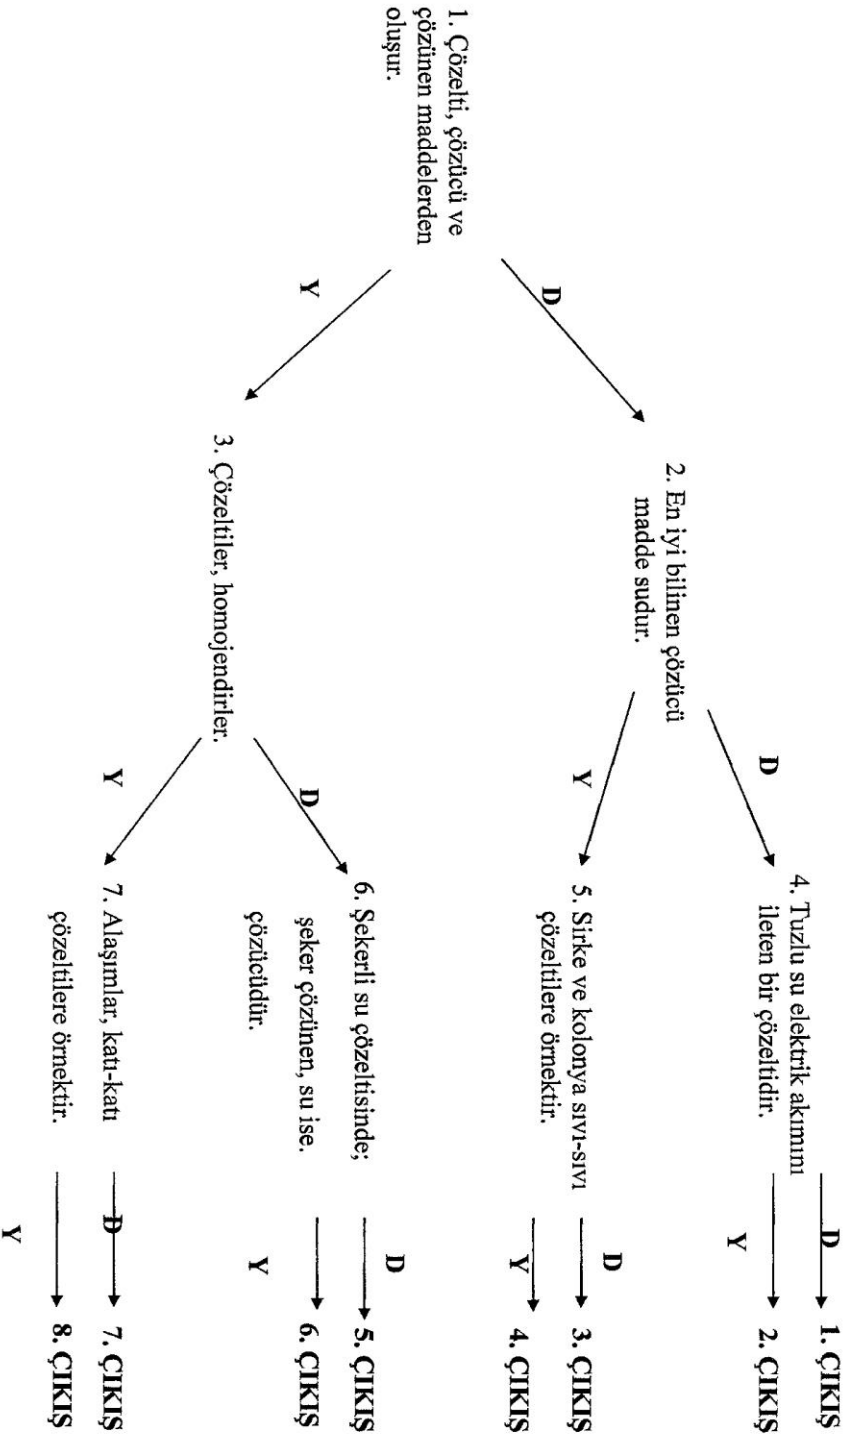 1. Çözelti, çözücü ve
çözünen maddelerden
oluşur.
D
Y
2. En iyi bilinen çözücü
madde sudur.
3. Çözeltiler, homojendirler.
D
Y
D
Y
4. Tuzlu su elektrik akımını
ileten bir çözeltidir.
5. Sirke ve kolonya sıvı-sıvı
çözeltilere örnektir.
6. Şekerli su çözeltisinde;
şeker çözünen, su ise.
çözücüdür.
7. Alaşımlar, katı-katı
çözeltilere örnektir.
D
1. ÇIKIŞ
Y
2. ÇIKIŞ
D
3. ÇIKIŞ
Y
4. ÇIKIŞ
D
5. ÇIKIŞ
Y
6. ÇIKIŞ
D
7. ÇIKIŞ
Y
8. ÇIKIŞ